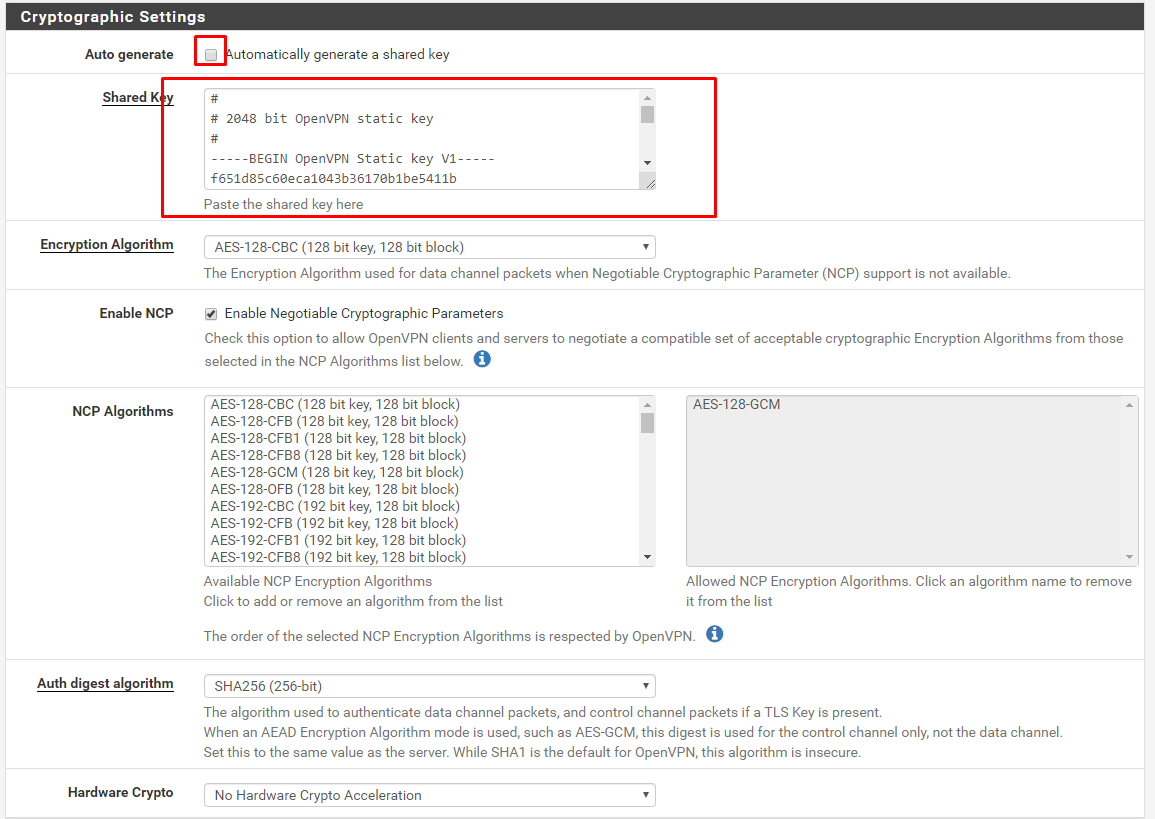 Cryptographic Settings
Auto generate
Automatically generate a shared key
Shared Key
#
# 2048 bit OpenVPN static key
#
-----BEGIN OpenVPN Static key V1-----
f651d85c60eca1043b36170b1be5411b
Paste the shared key here
Encryption Algorithm
AES-128-CBC (128 bit key, 128 bit block)
The Encryption Algorithm used for data channel packets when Negotiable Cryptographic Parameter (NCP) support is not available.
Enable NCP
Enable Negotiable Cryptographic Parameters
Check this option to allow OpenVPN clients and servers to negotiate a compatible set of acceptable cryptographic Encryption Algorithms from those
selected in the NCP Algorithms list below.
NCP Algorithms
AES-128-CBC (128 bit key, 128 bit block)
AES-128-CFB (128 bit key, 128 bit block)
AES-128-CFB1 (128 bit key, 128 bit block)
AES-128-CFB8 (128 bit key, 128 bit block)
AES-128-GCM (128 bit key, 128 bit block)
AES-128-OFB (128 bit key, 128 bit block)
AES-192-CBC (192 bit key, 128 bit block)
AES-192-CFB (192 bit key, 128 bit block)
AES-192-CFB1 (192 bit key, 128 bit block)
AES-192-CFB8 (192 bit key, 128 bit block)
Available NCP Encryption Algorithms
Click to add or remove an algorithm from the list
AES-128-GCM
Allowed NCP Encryption Algorithms. Click an algorithm name to remove
it from the list
The order of the selected NCP Encryption Algorithms is respected by OpenVPN.
Auth digest algorithm
SHA256 (256-bit)
The algorithm used to authenticate data channel packets, and control channel packets if a TLS Key is present.
When an AEAD Encryption Algorithm mode is used, such as AES-GCM, this digest is used for the control channel only, not the data channel.
Set this to the same value as the server. While SHA1 is the default for OpenVPN, this algorithm is insecure.
Hardware Crypto
No Hardware Crypto Acceleration